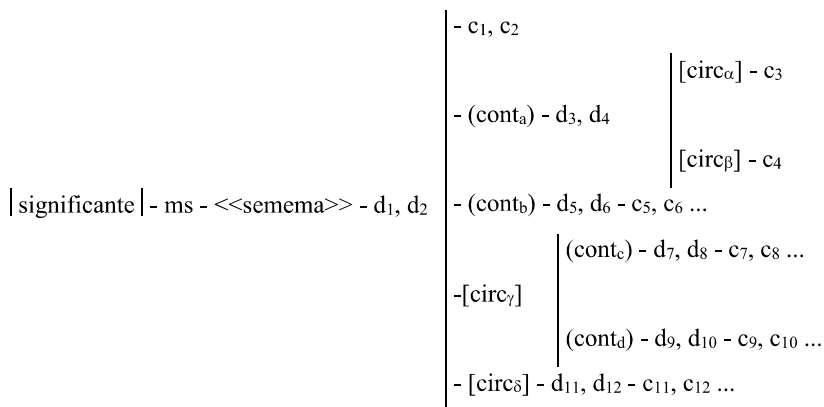 - c₁, c₂
[circα] - c₃
- (contₐ) - d₃, d₄
[circᵦ] - c₄
|significante| - ms - <<semema>> - d₁, d₂
- (cont_b) - d₅, d₆ - c₅, c₆ ...
(cont_c) - d₇, d₈ - c₇, c₈ ...
-[circᵧ]
(cont_d) - d₉, d₁₀ - c₉, c₁₀ ...
- [circδ] - d₁₁, d₁₂ - c₁₁, c₁₂ ...